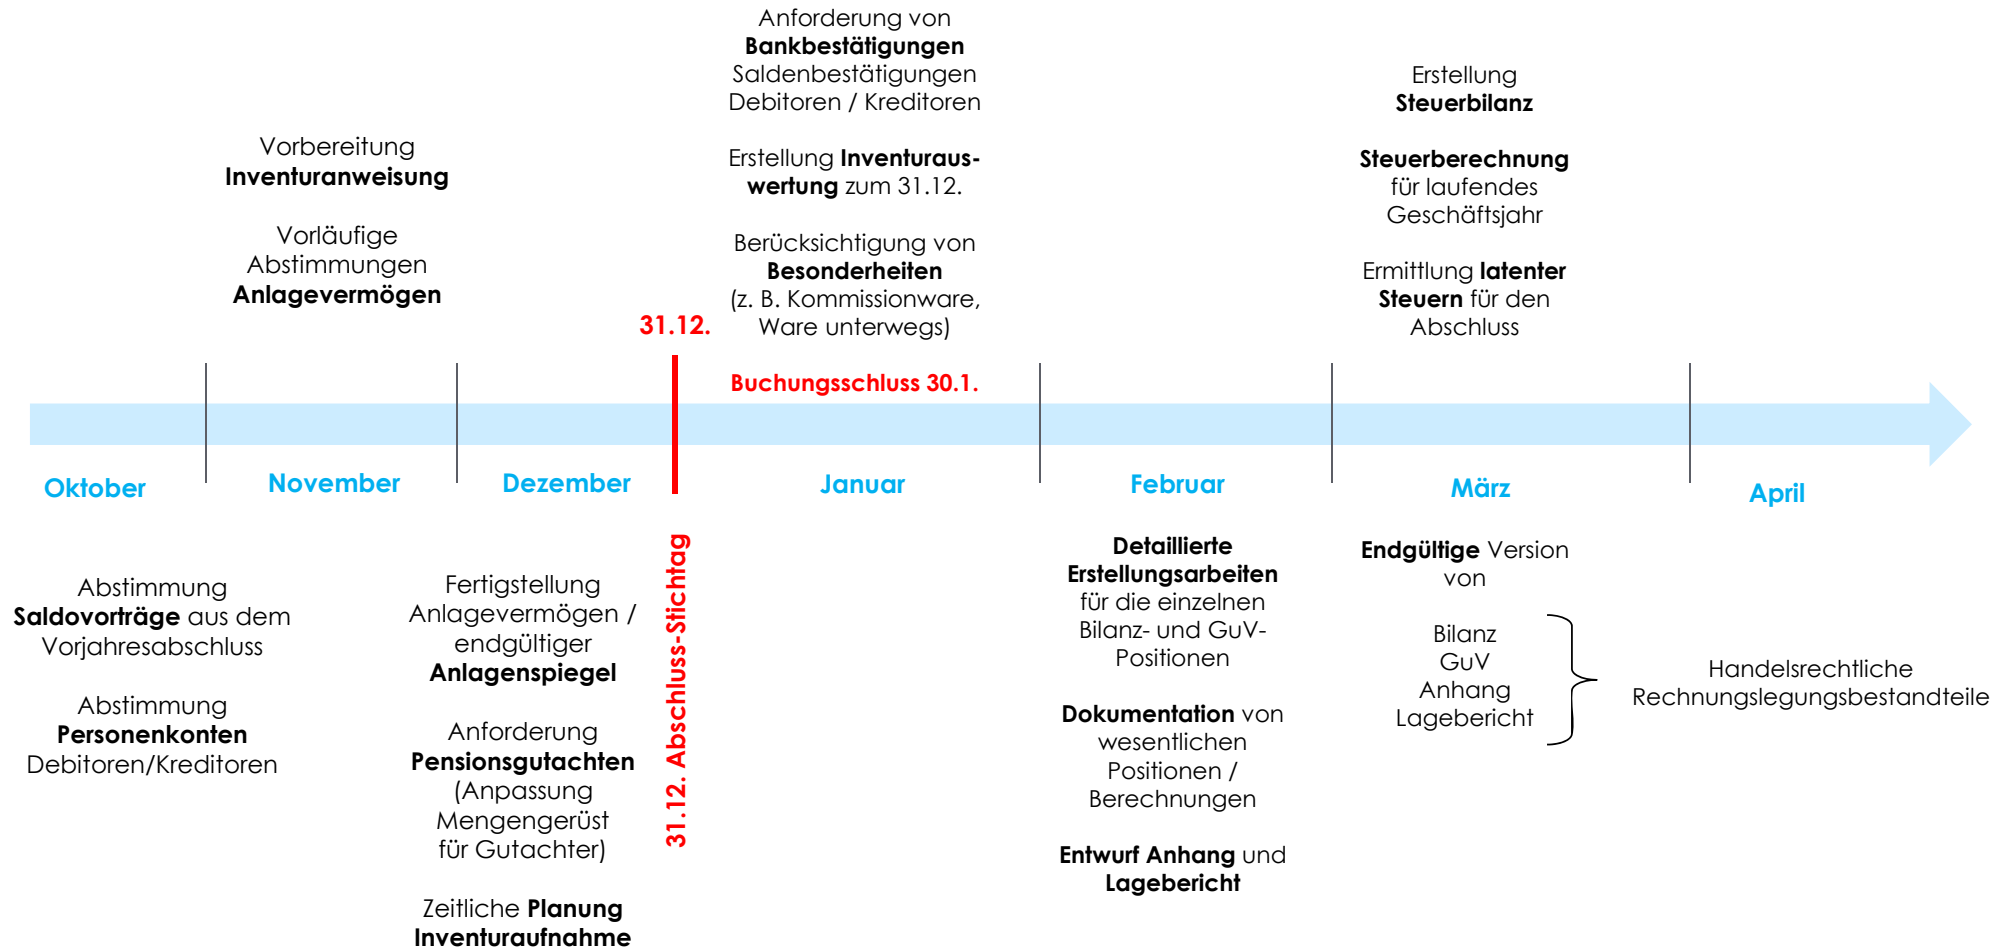 Anforderung von
Bankbestätigungen
Saldenbestätigungen
Debitoren / Kreditoren
Erstellung Inventuraus-
wertung zum 31.12.
Berücksichtigung von
Besonderheiten
(z. B. Kommissionware,
Ware unterwegs)
Buchungsschluss 30.1.
Erstellung
Steuerbilanz
Steuerberechnung
für laufendes
Geschäftsjahr
Ermittlung latenter
Steuern für den
Abschluss
Vorbereitung
Inventuranweisung
Vorläufige
Abstimmungen
Anlagevermögen
31.12.
Oktober
November
Dezember
Januar
Februar
März
April
Abstimmung
Saldovorträge aus dem
Vorjahresabschluss
Abstimmung
Personenkonten
Debitoren/Kreditoren
Fertigstellung
Anlagevermögen /
endgültiger
Anlagenspiegel
Anforderung
Pensionsgutachten
(Anpassung
Mengengerüst
für Gutachter)
Zeitliche Planung
Inventuraufnahme
31.12. Abschluss-Stichtag
Detaillierte
Erstellungsarbeiten
für die einzelnen
Bilanz- und GuV-
Positionen
Dokumentation von
wesentlichen
Positionen /
Berechnungen
Entwurf Anhang und
Lagebericht
Endgültige Version
von
Bilanz
GuV
Anhang
Lagebericht
Handelsrechtliche
Rechnungslegungsbestandteile